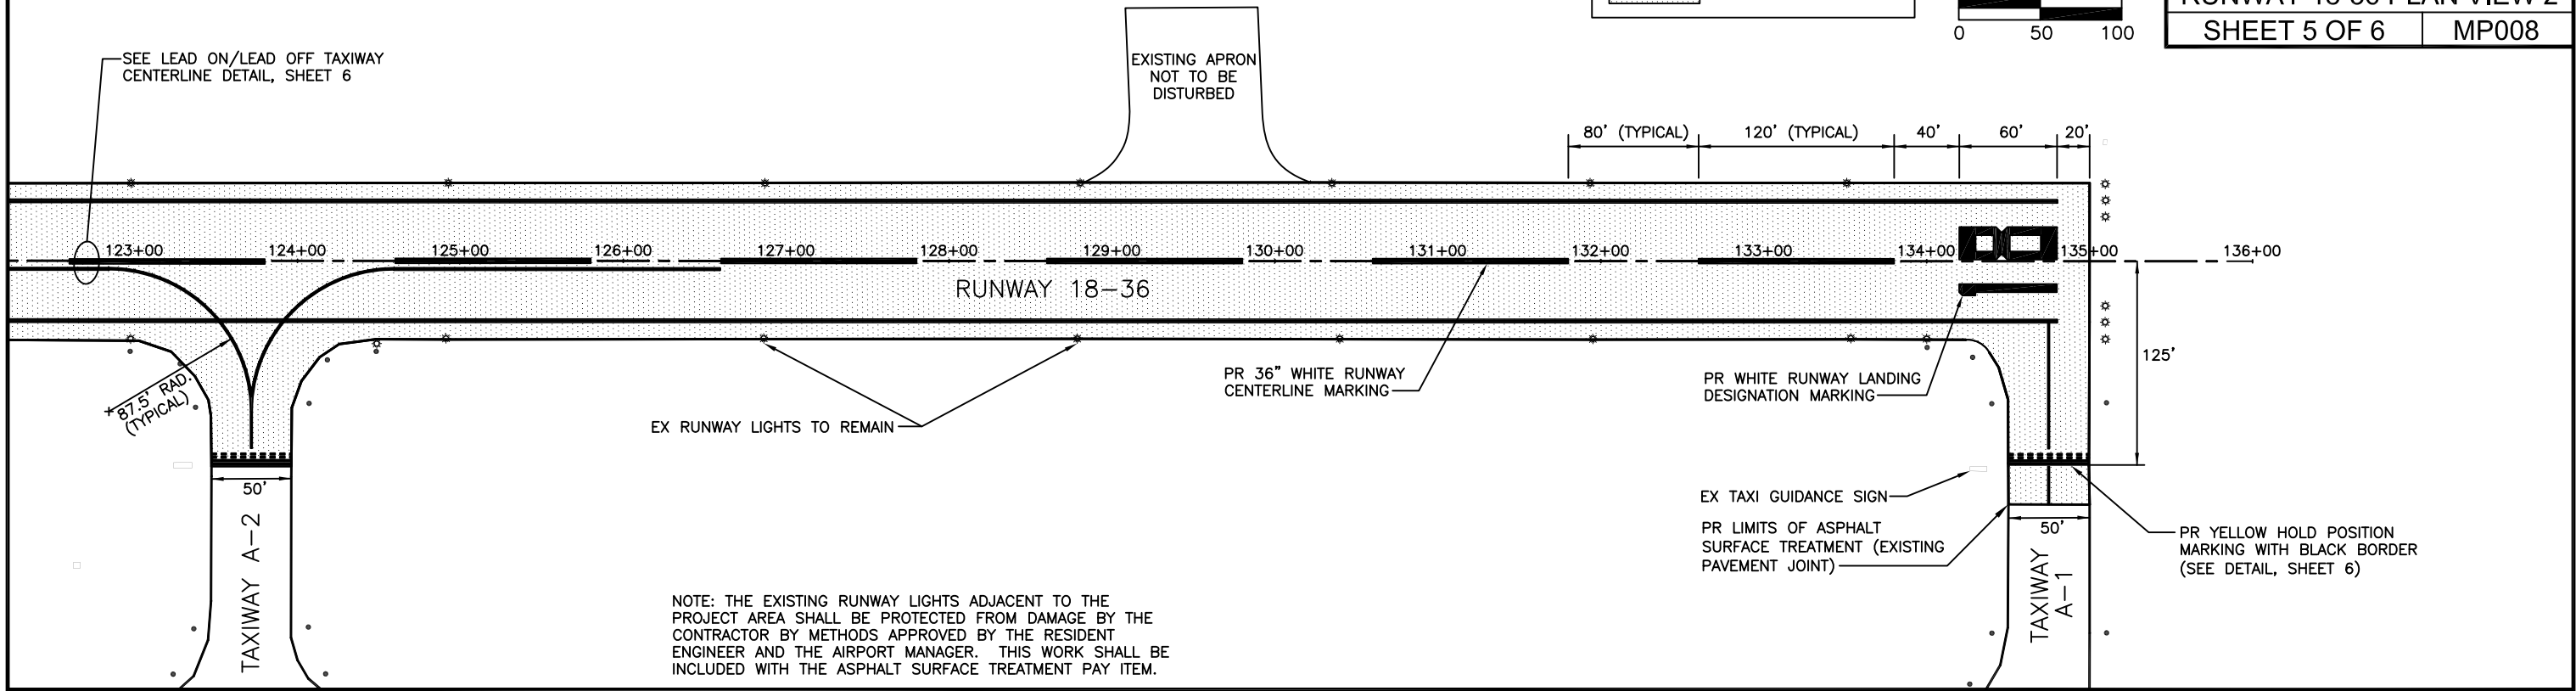 SHEET 5 OF 6
MP008
0 50 100
SEE LEAD ON/LEAD OFF TAXIWAY
CENTERLINE DETAIL, SHEET 6
EXISTING APRON
NOT TO BE
DISTURBED
80' (TYPICAL)
120' (TYPICAL)
40'
60'
20'
123+00
124+00
125+00
126+00
127+00
128+00
129+00
130+00
131+00
132+00
133+00
134+00
135+00
136+00
RUNWAY 18-36
18
125'
87.5' RAD.
(TYPICAL)
EX RUNWAY LIGHTS TO REMAIN
PR 36" WHITE RUNWAY
CENTERLINE MARKING
PR WHITE RUNWAY LANDING
DESIGNATION MARKING
50'
TAXIWAY A-2
EX TAXI GUIDANCE SIGN
PR LIMITS OF ASPHALT
SURFACE TREATMENT (EXISTING
PAVEMENT JOINT)
50'
TAXIWAY
A-1
PR YELLOW HOLD POSITION
MARKING WITH BLACK BORDER
(SEE DETAIL, SHEET 6)
NOTE: THE EXISTING RUNWAY LIGHTS ADJACENT TO THE
PROJECT AREA SHALL BE PROTECTED FROM DAMAGE BY THE
CONTRACTOR BY METHODS APPROVED BY THE RESIDENT
ENGINEER AND THE AIRPORT MANAGER. THIS WORK SHALL BE
INCLUDED WITH THE ASPHALT SURFACE TREATMENT PAY ITEM.